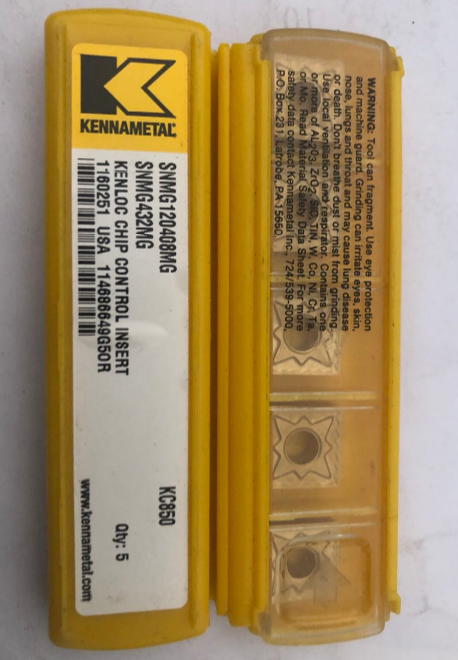 KENNAMETAL
SNMG120408MG
SNMG432MG
KC850
KENLOC CHIP CONTROL INSERT
1160251 USA 114686649G50R
Qty: 5
www.kennametal.com
WARNING: Tool can fragment. Use eye protection
and machine guard. Grinding can irritate eyes, skin,
nose, lungs and throat and may cause lung disease
or death. Don't breathe dust or mist from grinding.
Use local ventilation and respirator. Contains one
or more of AL2O3, ZrO2, SiC, TiN, W, Co, Ni, Cr, Ta,
or Mo. Read Material Safety Data Sheet. For more
safety data contact Kennametal Inc., 724/539-5000,
P.O. Box 231, Latrobe, PA 15650.